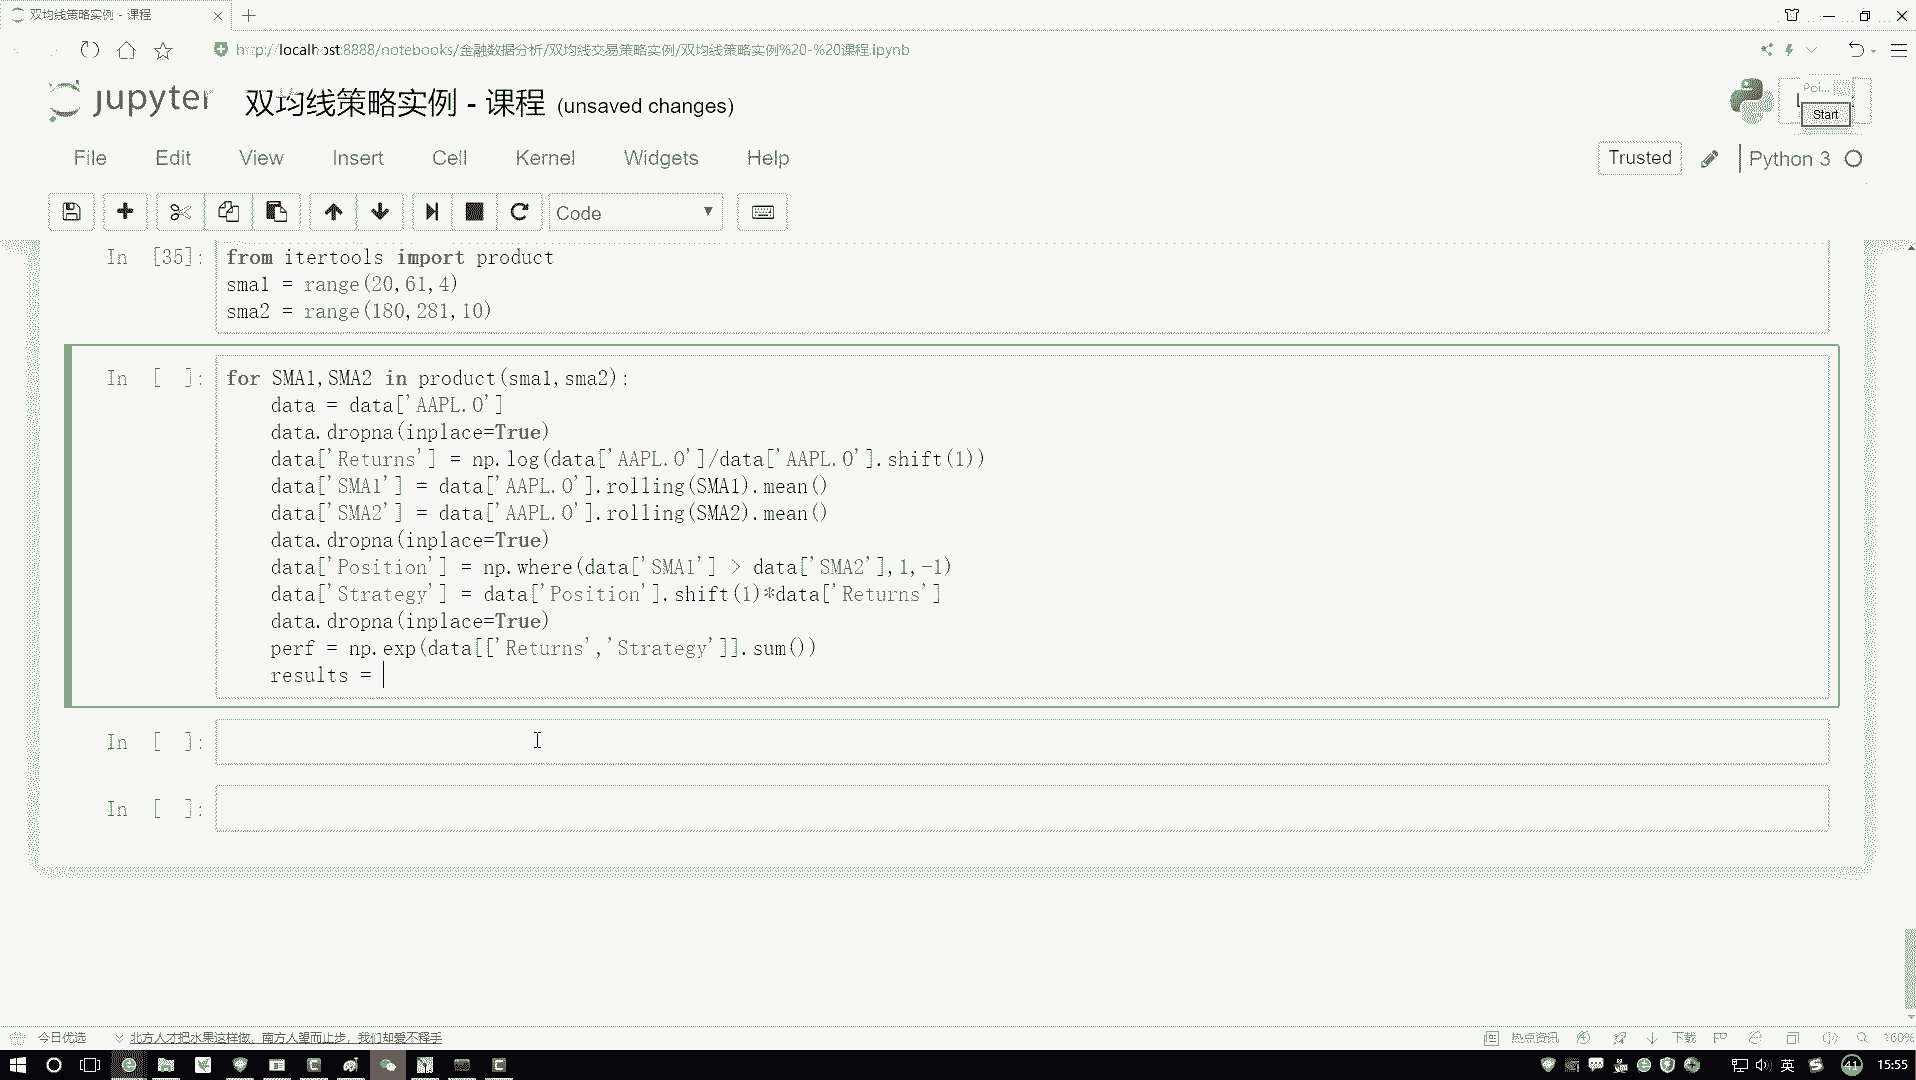 双均线策略实例 - 课程
http://localhost:8888/notebooks/金融数据分析/双均线交易策略实例/双均线策略实例%20-%20课程.ipynb
jupyter 双均线策略实例 - 课程 (unsaved changes)
Poi...
Start
File Edit View Insert Cell Kernel Widgets Help
Trusted Python 3
Code
In [35]: from itertools import product
sma1 = range(20,61,4)
sma2 = range(180,281,10)
In [ ]: for SMA1,SMA2 in product(sma1,sma2):
data = data['AAPL.O']
data.dropna(inplace=True)
data['Returns'] = np.log(data['AAPL.O']/data['AAPL.O'].shift(1))
data['SMA1'] = data['AAPL.O'].rolling(SMA1).mean()
data['SMA2'] = data['AAPL.O'].rolling(SMA2).mean()
data.dropna(inplace=True)
data['Position'] = np.where(data['SMA1'] > data['SMA2'],1,-1)
data['Strategy'] = data['Position'].shift(1)*data['Returns']
data.dropna(inplace=True)
perf = np.exp(data[['Returns','Strategy']].sum())
results =
In [ ]:
In [ ]:
今日优选 北方人才把水果这样做，南方人望而止步，我们却爱不释手 热点资讯 下载 160%
英 41 15:55